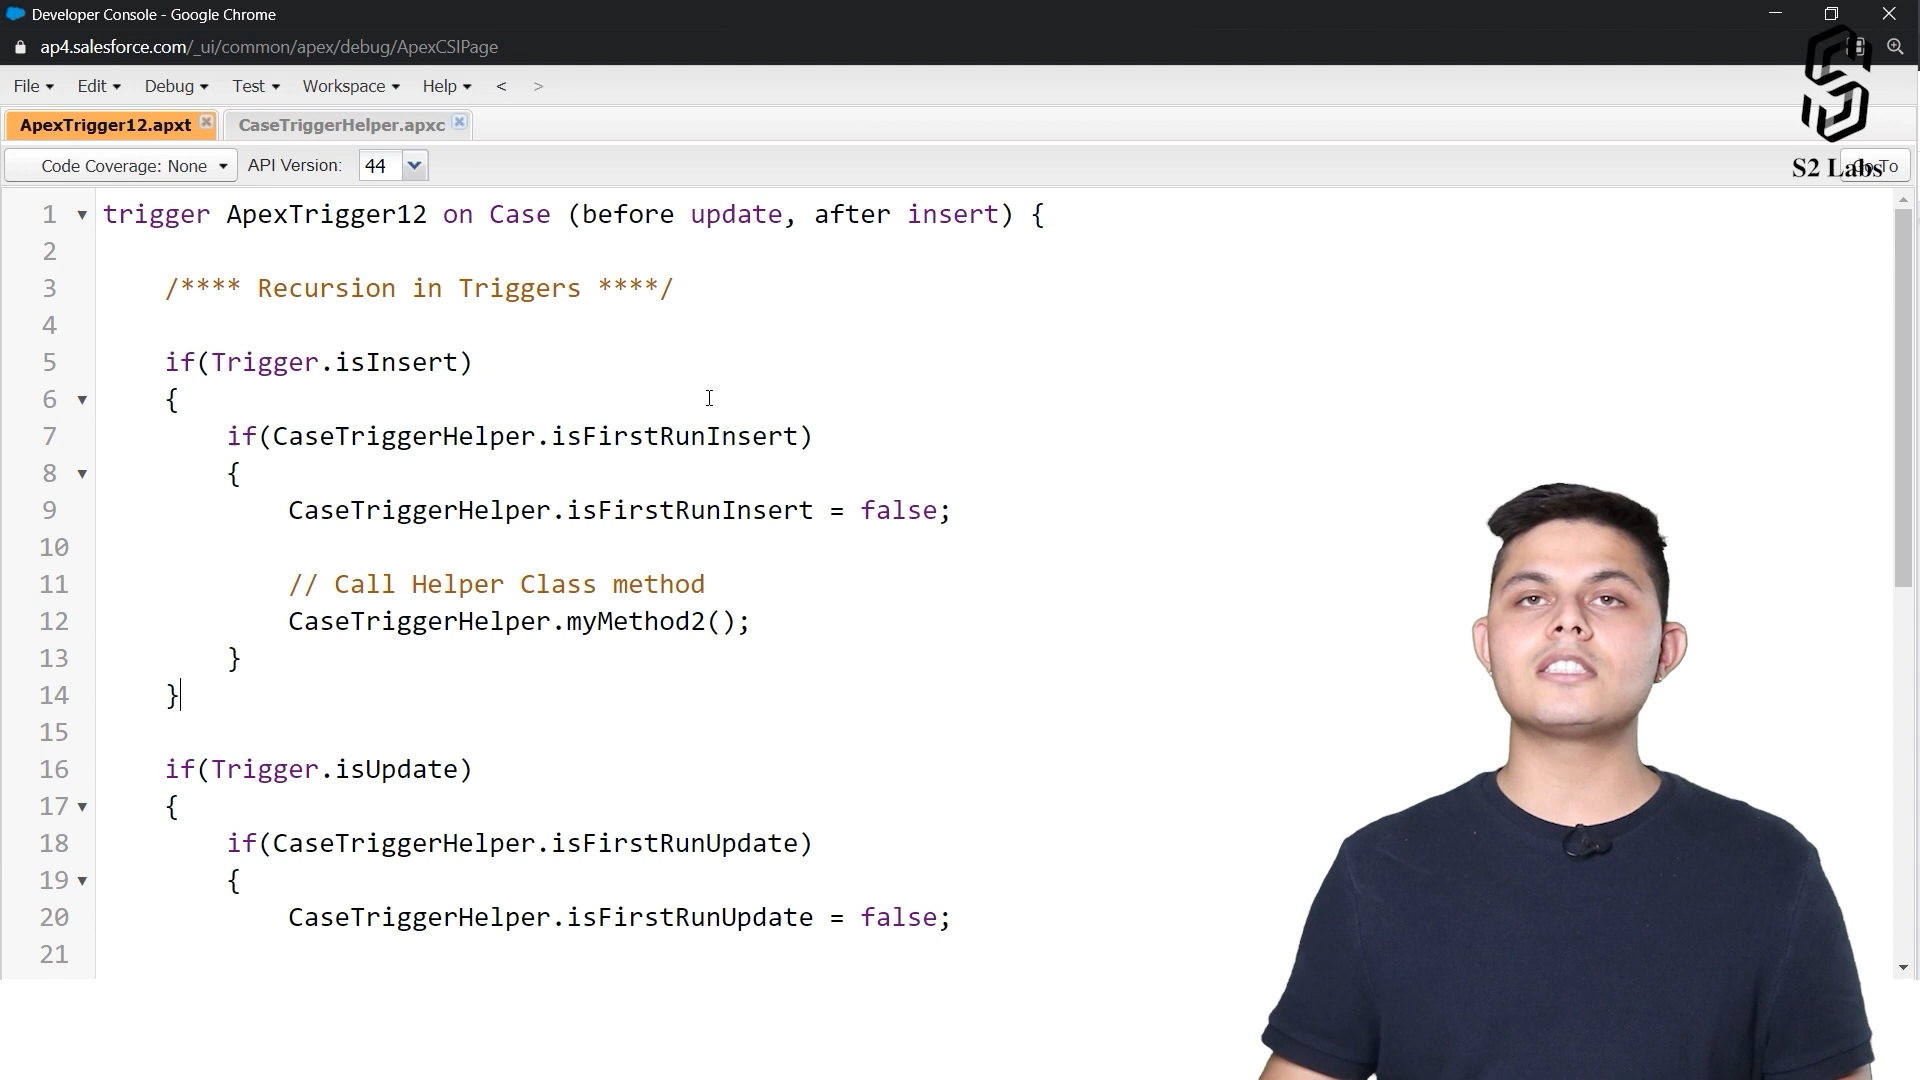 Developer Console - Google Chrome
ap4.salesforce.com/_ui/common/apex/debug/ApexCSIPage
File Edit Debug Test Workspace Help < >
ApexTrigger12.apxt CaseTriggerHelper.apxc
Code Coverage: None API Version: 44
S2 Labs
To
1 trigger ApexTrigger12 on Case (before update, after insert) {
2
3 /**** Recursion in Triggers ****/
4
5 if(Trigger.isInsert)
6 {
7 if(CaseTriggerHelper.isFirstRunInsert)
8 {
9 CaseTriggerHelper.isFirstRunInsert = false;
10
11 // Call Helper Class method
12 CaseTriggerHelper.myMethod2();
13 }
14 }
15
16 if(Trigger.isUpdate)
17 {
18 if(CaseTriggerHelper.isFirstRunUpdate)
19 {
20 CaseTriggerHelper.isFirstRunUpdate = false;
21